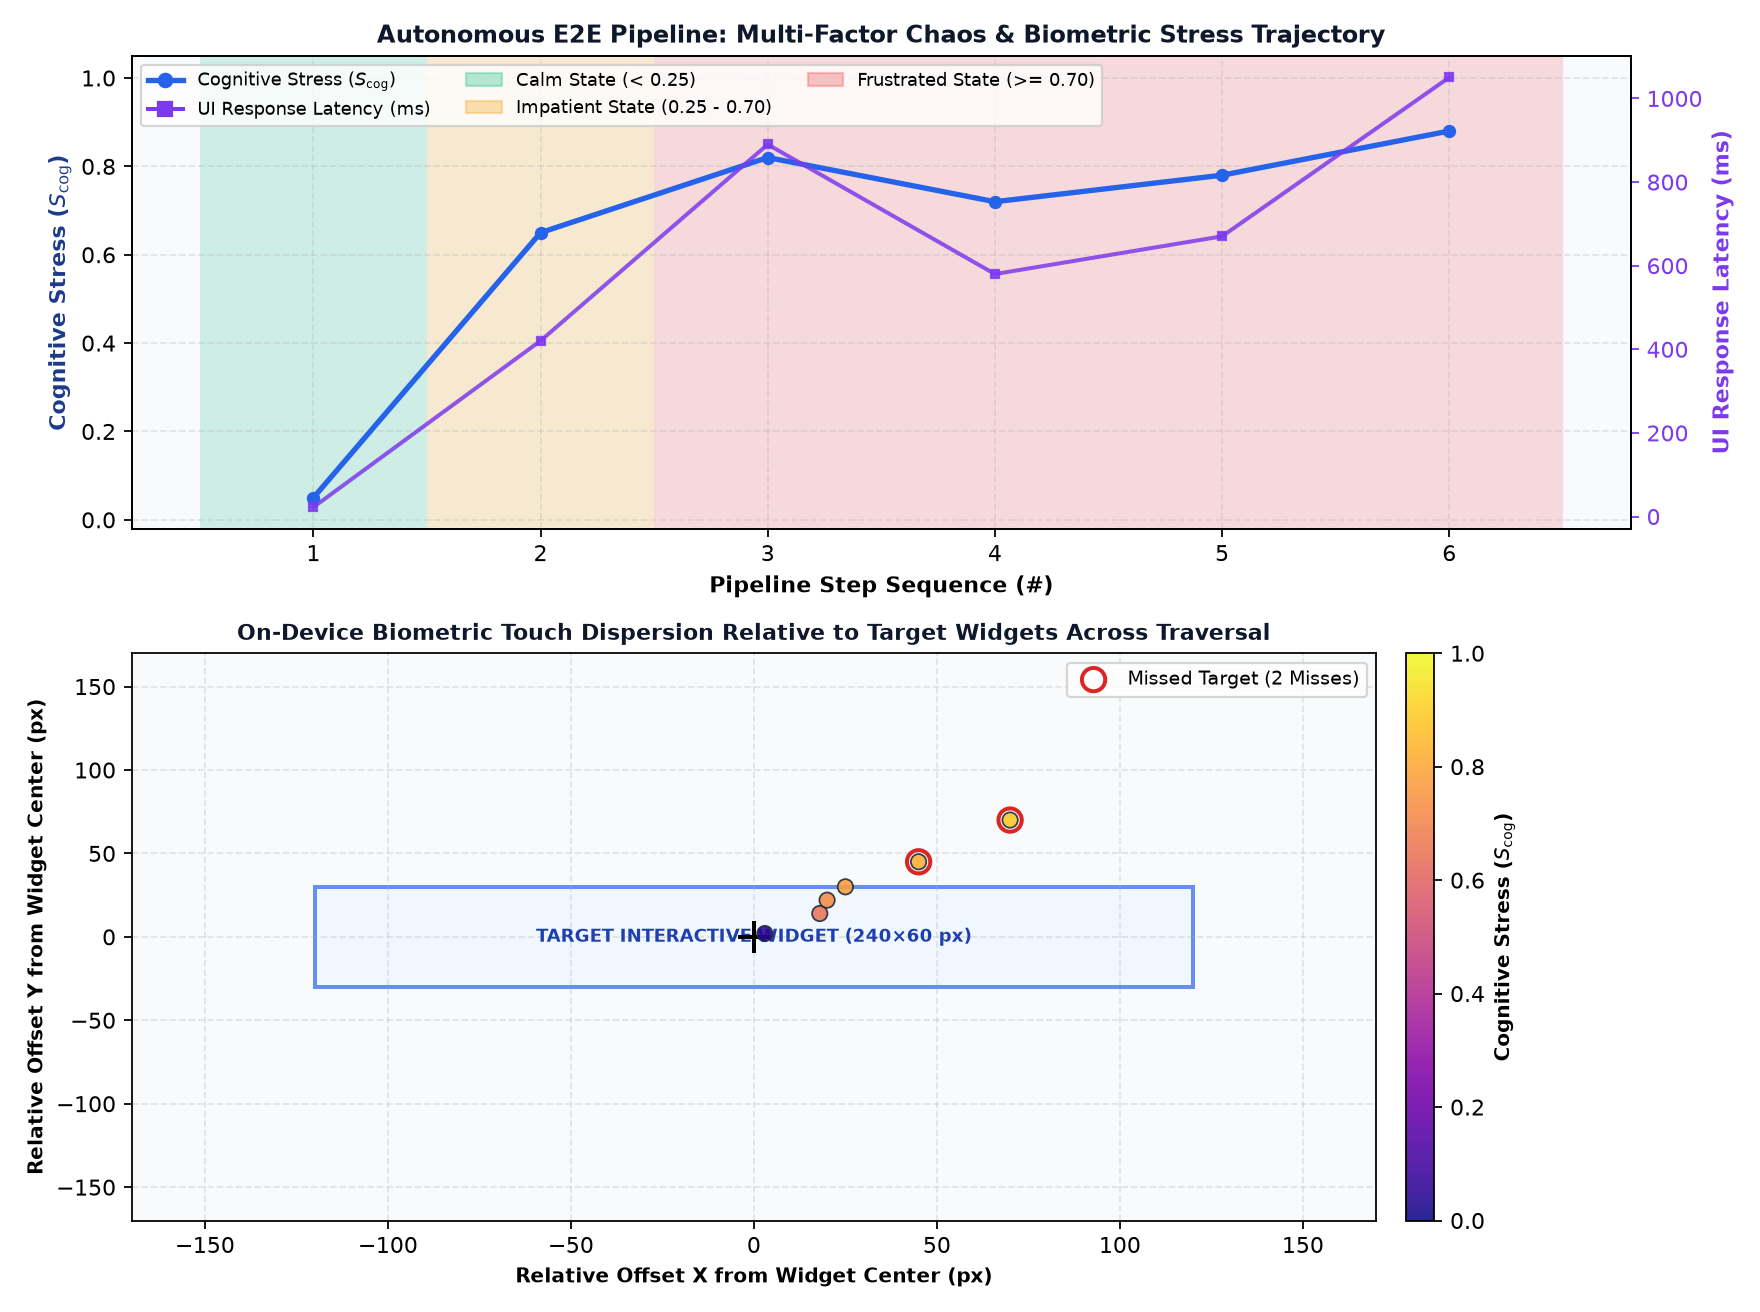 Autonomous E2E Pipeline: Multi-Factor Chaos & Biometric Stress Trajectory
Cognitive Stress (Scog)
UI Response Latency (ms)
Calm State (< 0.25)
Impatient State (0.25 - 0.70)
Frustrated State (>= 0.70)
Cognitive Stress (Scog)
1.0
0.8
0.6
0.4
0.2
0.0
1000
800
600
400
200
0
UI Response Latency (ms)
1 2 3 4 5 6
Pipeline Step Sequence (#)
On-Device Biometric Touch Dispersion Relative to Target Widgets Across Traversal
Missed Target (2 Misses)
Relative Offset Y from Widget Center (px)
150
100
50
0
−50
−100
−150
TARGET INTERACTIVE WIDGET (240×60 px)
−150 −100 −50 0 50 100 150
Relative Offset X from Widget Center (px)
1.0
0.8
0.6
0.4
0.2
0.0
Cognitive Stress (Scog)